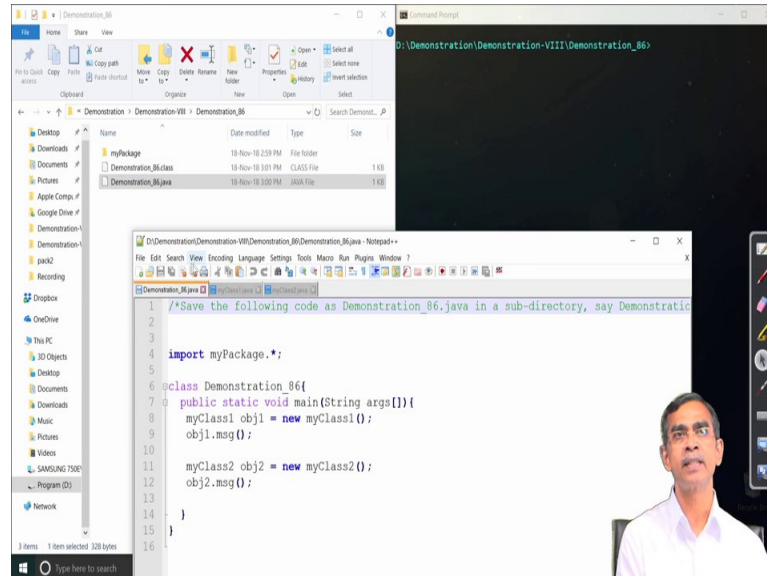 Demonstration_86
File Home Share View
Pin to Quick access
Copy
Paste
Cut
Copy path
Paste shortcut
Move to
Copy to
Delete
Rename
New folder
Properties
Open
Edit
History
Select all
Select none
Invert selection
Clipboard Organize New Open Select
Demonstration > Demonstration-VIII > Demonstration_86
Search Demonst...
Name Date modified Type Size
myPackage 18-Nov-18 2:59 PM File folder
Demonstration_86.class 18-Nov-18 3:01 PM CLASS File 1 KB
Demonstration_86.java 18-Nov-18 3:00 PM JAVA File 1 KB
Desktop
Downloads
Documents
Pictures
Apple Compu
Google Drive
Demonstration-V
Demonstration-V
pack2
Recording
Dropbox
OneDrive
This PC
3D Objects
Desktop
Documents
Downloads
Music
Pictures
Videos
SAMSUNG 750E
Program (D:)
Network
3 items 1 item selected 328 bytes
Type here to search
Command Prompt
D:\Demonstration\Demonstration-VIII\Demonstration_86>
D:\Demonstration\Demonstration-VIII\Demonstration_86\Demonstration_86.java - Notepad++
File Edit Search View Encoding Language Settings Tools Macro Run Plugins Window ? X
Demonstration_86.java myClass1.java myClass2.java
1 /*Save the following code as Demonstration_86.java in a sub-directory, say Demonstratio
2
3
4 import myPackage.*;
5
6 class Demonstration_86{
7 public static void main(String args[]){
8 myClass1 obj1 = new myClass1();
9 obj1.msg();
10
11 myClass2 obj2 = new myClass2();
12 obj2.msg();
13
14 }
15 }
16